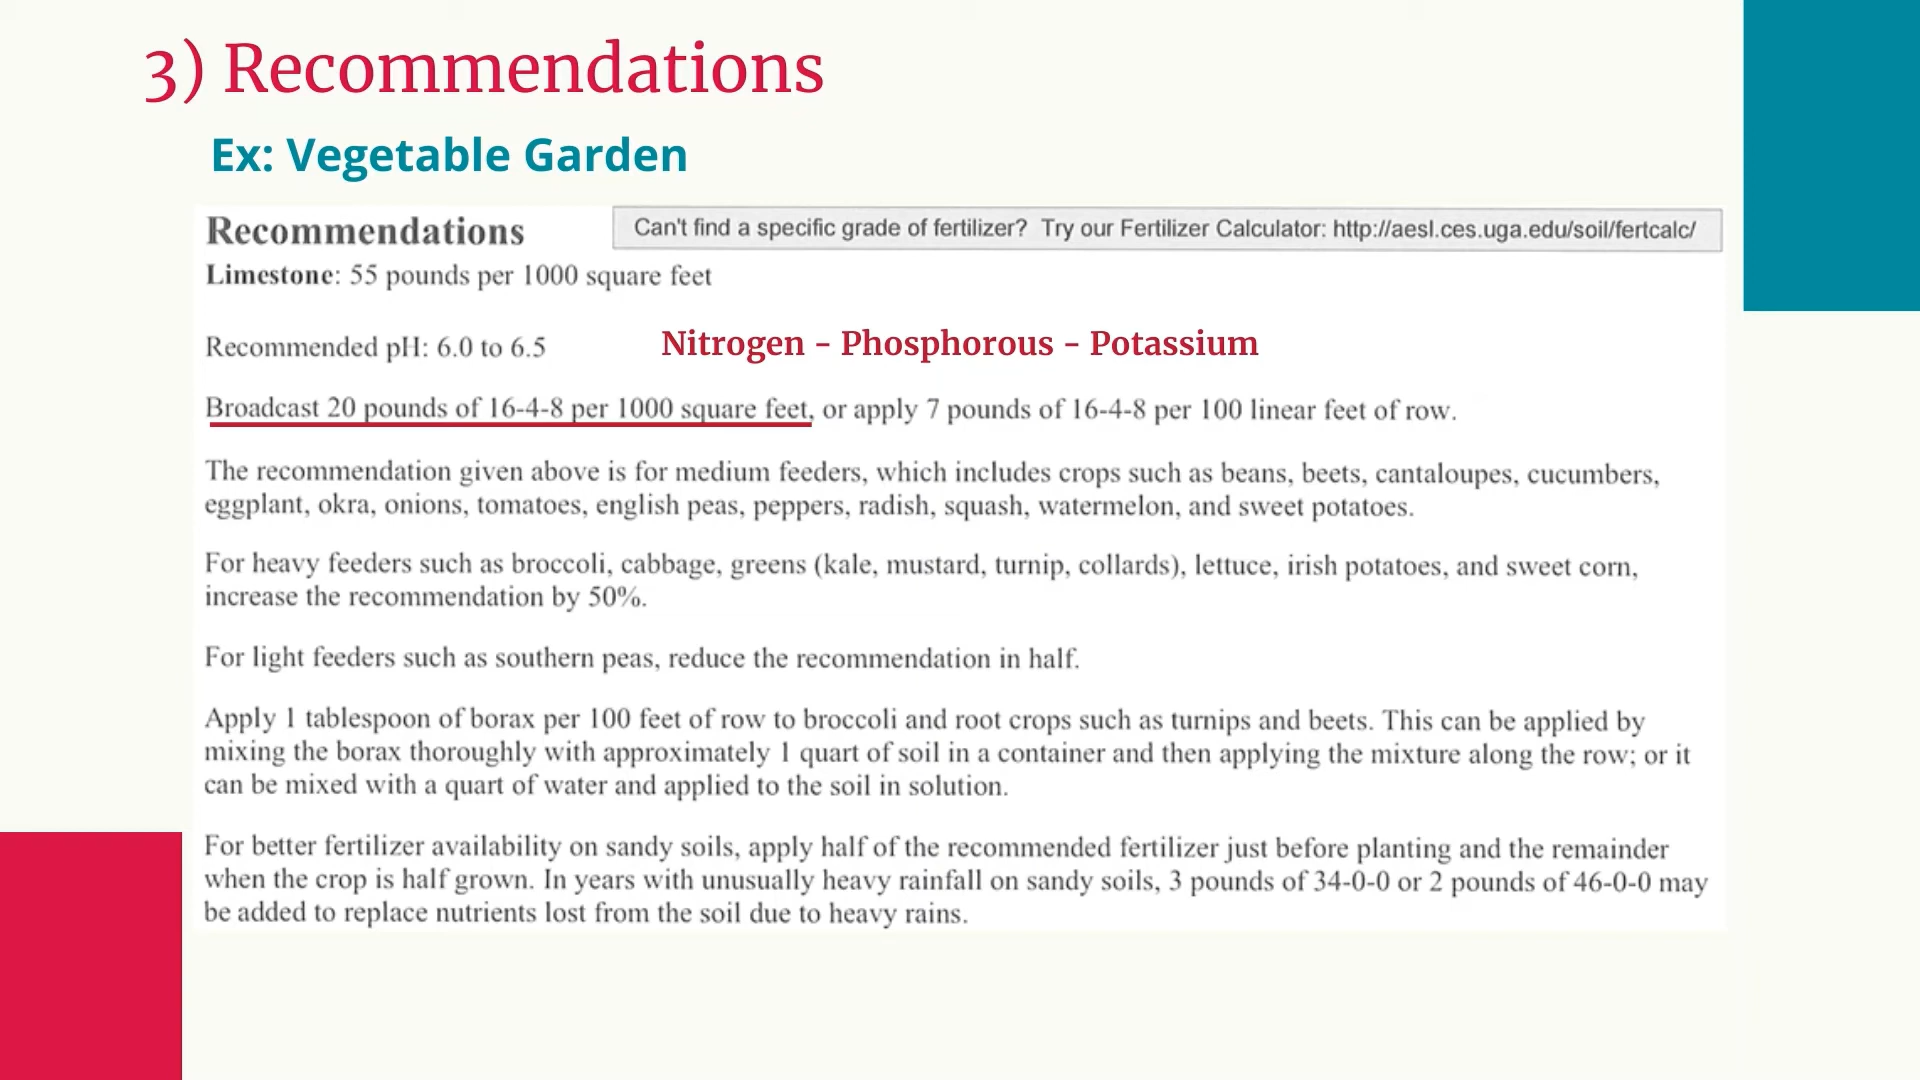 3) Recommendations
Ex: Vegetable Garden
Recommendations
Can't find a specific grade of fertilizer? Try our Fertilizer Calculator: http://aesl.ces.uga.edu/soil/fertcalc/
Limestone: 55 pounds per 1000 square feet
Recommended pH: 6.0 to 6.5
Nitrogen - Phosphorous - Potassium
Broadcast 20 pounds of 16-4-8 per 1000 square feet, or apply 7 pounds of 16-4-8 per 100 linear feet of row.
The recommendation given above is for medium feeders, which includes crops such as beans, beets, cantaloupes, cucumbers,
eggplant, okra, onions, tomatoes, english peas, peppers, radish, squash, watermelon, and sweet potatoes.
For heavy feeders such as broccoli, cabbage, greens (kale, mustard, turnip, collards), lettuce, irish potatoes, and sweet corn,
increase the recommendation by 50%.
For light feeders such as southern peas, reduce the recommendation in half.
Apply 1 tablespoon of borax per 100 feet of row to broccoli and root crops such as turnips and beets. This can be applied by
mixing the borax thoroughly with approximately 1 quart of soil in a container and then applying the mixture along the row; or it
can be mixed with a quart of water and applied to the soil in solution.
For better fertilizer availability on sandy soils, apply half of the recommended fertilizer just before planting and the remainder
when the crop is half grown. In years with unusually heavy rainfall on sandy soils, 3 pounds of 34-0-0 or 2 pounds of 46-0-0 may
be added to replace nutrients lost from the soil due to heavy rains.